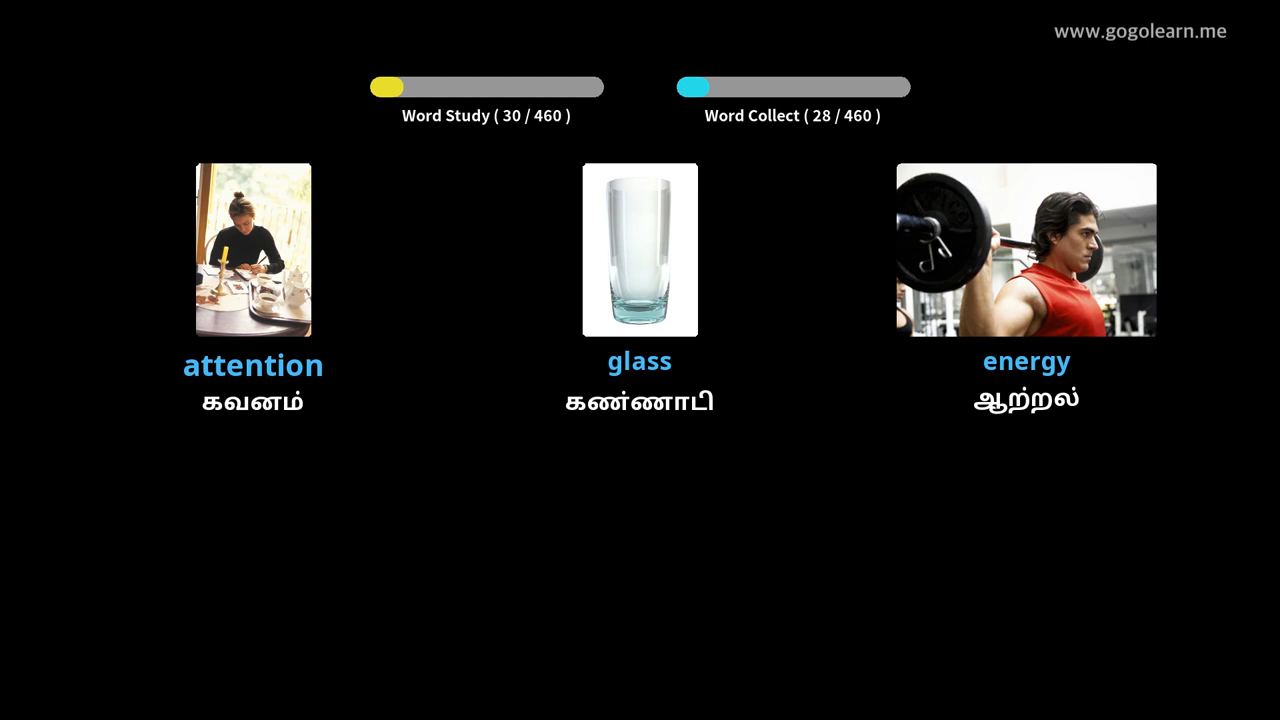 www.gogolearn.me
Word Study ( 30 / 460 )
Word Collect ( 28 / 460 )
attention
கவனம்
glass
கண்ணாடி
energy
ஆற்றல்